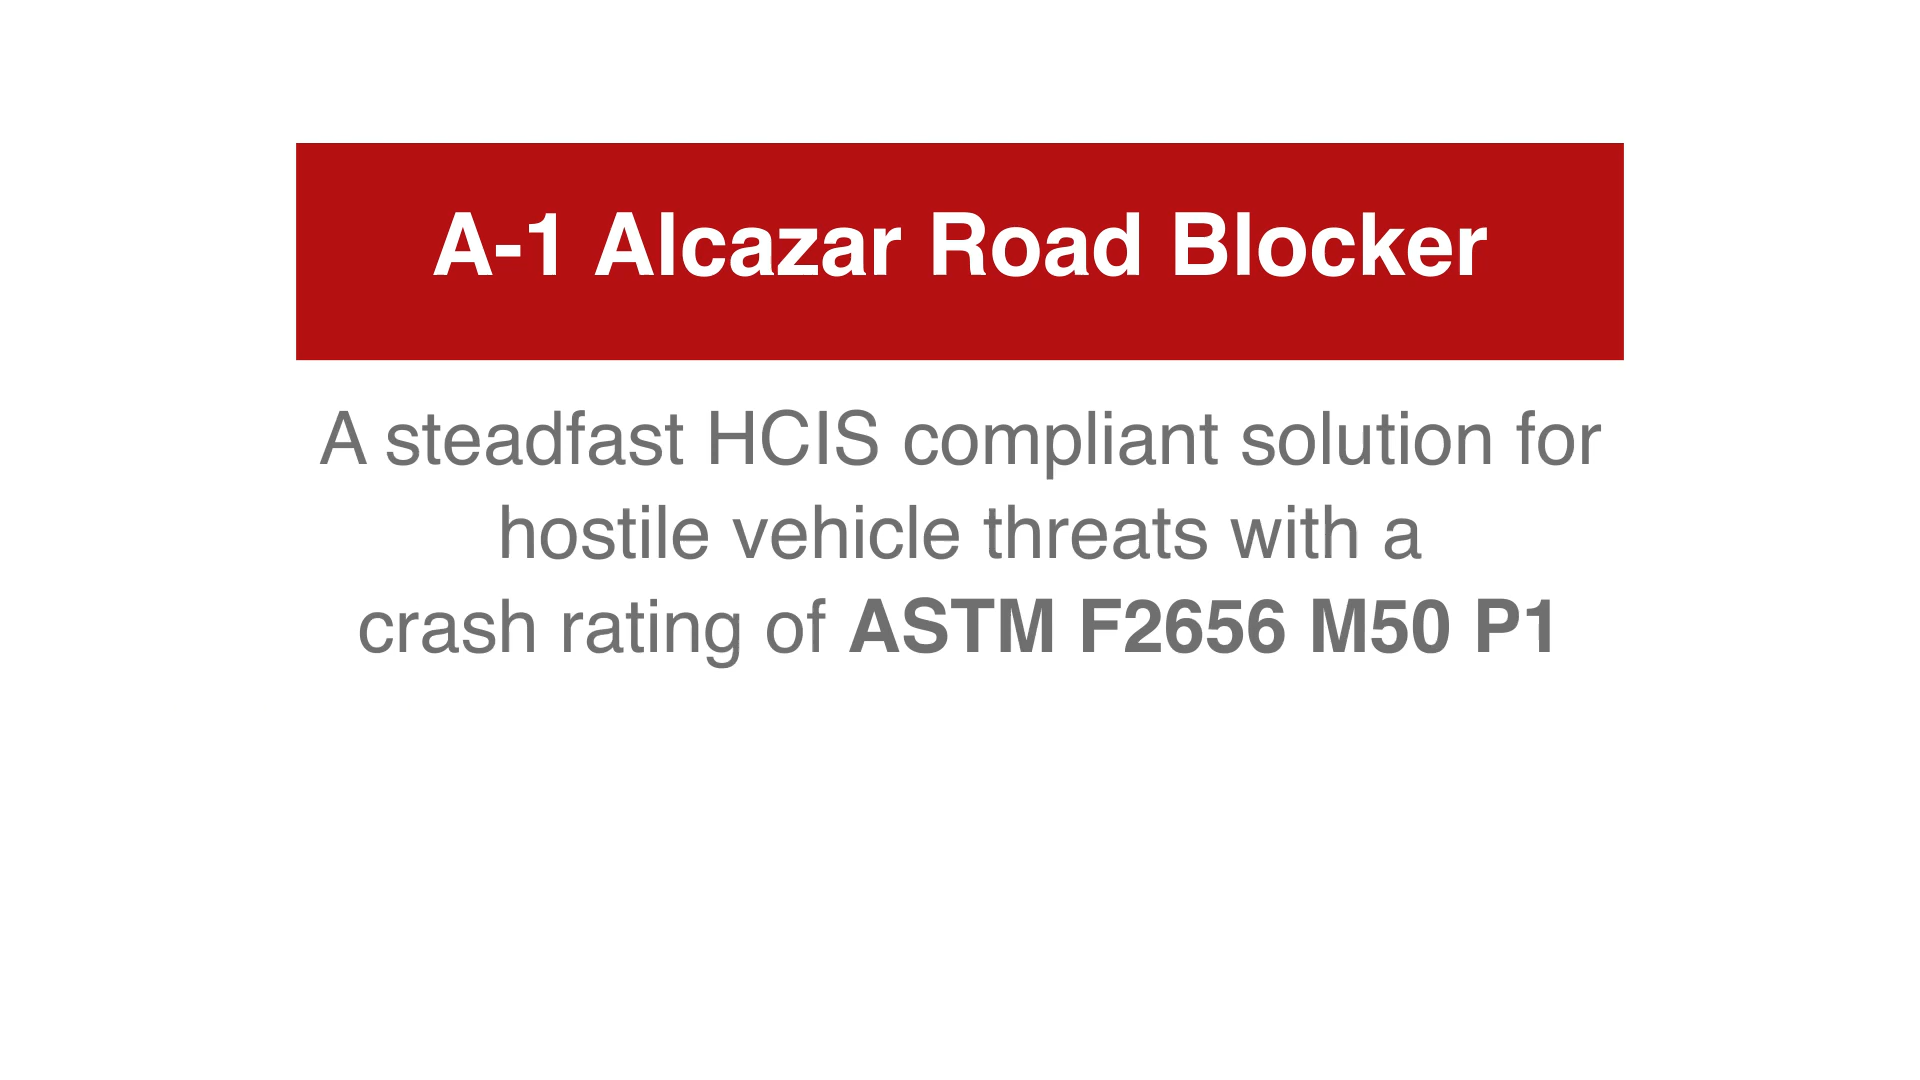 A-1 Alcazar Road Blocker
A steadfast HCIS compliant solution for
hostile vehicle threats with a
crash rating of ASTM F2656 M50 P1